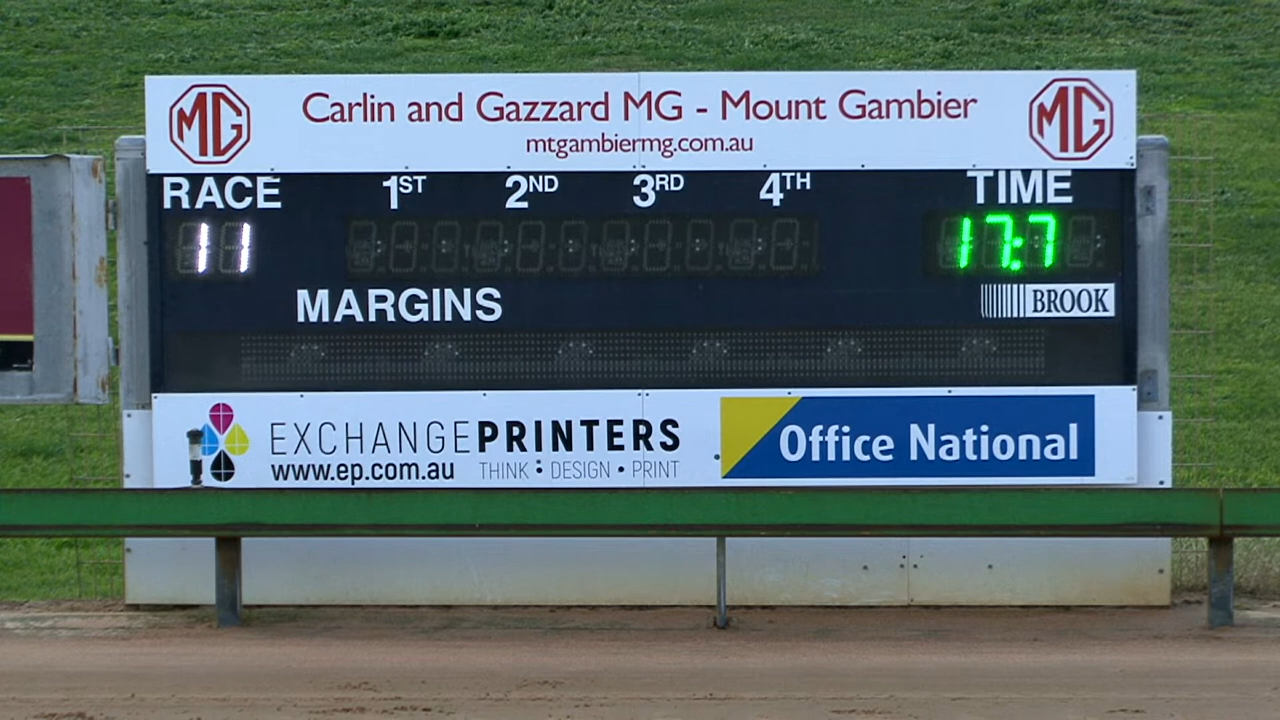 MG Carlin and Gazzard MG - Mount Gambier MG
mtgambiermg.com.au
RACE 1ST 2ND 3RD 4TH TIME
11 17:7
MARGINS BROOK
EXCHANGEPRINTERS Office National
www.ep.com.au THINK • DESIGN • PRINT